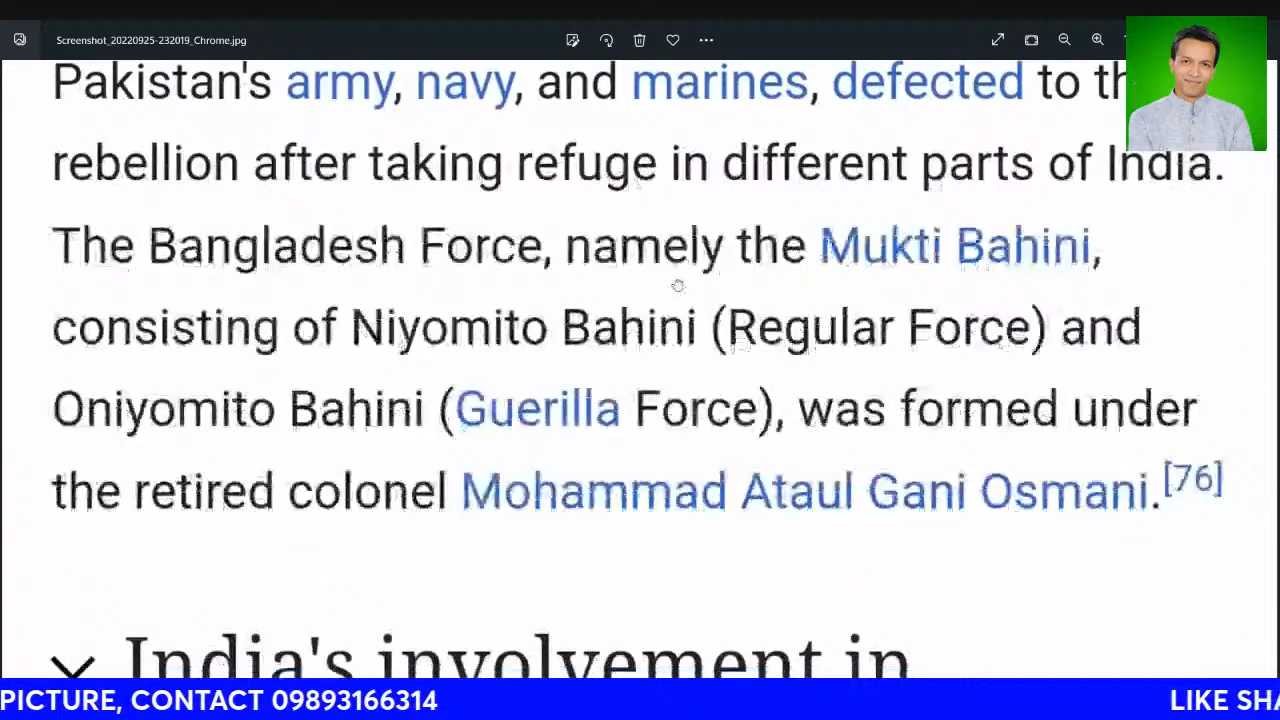 Screenshot_20220925-232019_Chrome.jpg
Pakistan's army, navy, and marines, defected to
rebellion after taking refuge in different parts of India.
The Bangladesh Force, namely the Mukti Bahini,
consisting of Niyomito Bahini (Regular Force) and
Oniyomito Bahini (Guerilla Force), was formed under
the retired colonel Mohammad Ataul Gani Osmani.[76]
India's involvement in
PICTURE, CONTACT 09893166314
LIKE